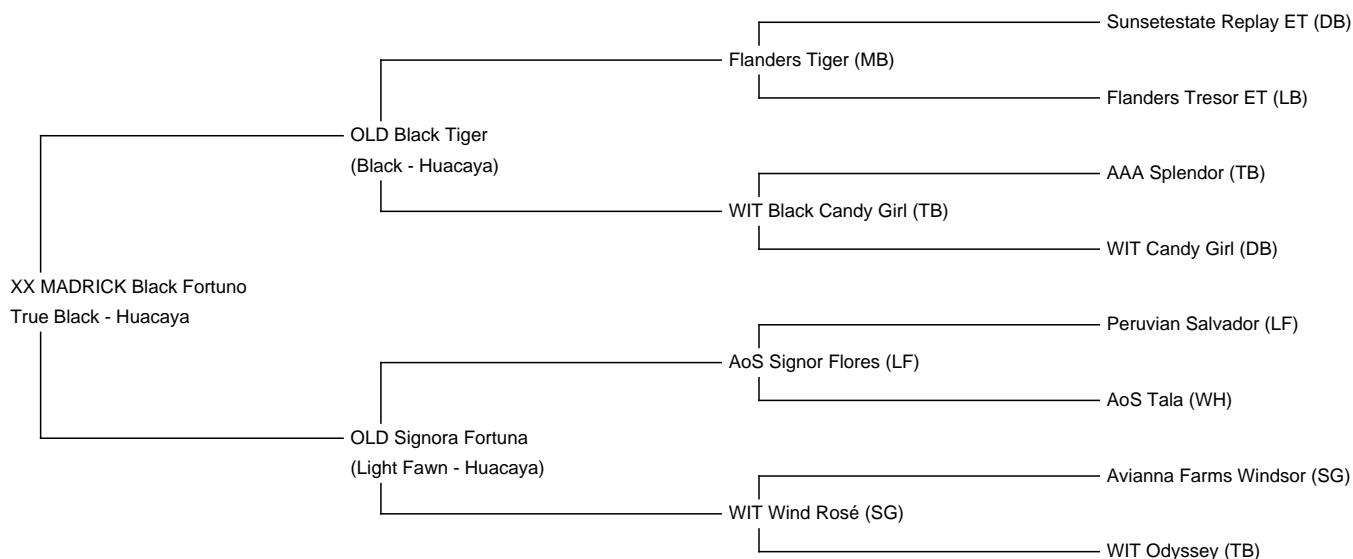 Sunsetestate Replay ET (DB)
Flanders Tiger (MB)
Flanders Tresor ET (LB)
OLD Black Tiger
(Black - Huacaya)
AAA Splendor (TB)
WIT Black Candy Girl (TB)
WIT Candy Girl (DB)
XX MADRICK Black Fortuno
True Black - Huacaya
Peruvian Salvador (LF)
AoS Signor Flores (LF)
AoS Tala (WH)
OLD Signora Fortuna
(Light Fawn - Huacaya)
Avianna Farms Windsor (SG)
WIT Wind Rosé (SG)
WIT Odyssey (TB)